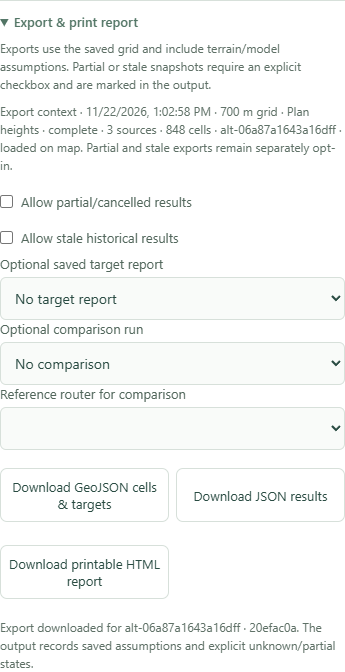 ▼ Export & print report
Exports use the saved grid and include terrain/model
assumptions. Partial or stale snapshots require an explicit
checkbox and are marked in the output.
Export context · 11/22/2026, 1:02:58 PM · 700 m grid · Plan
heights · complete · 3 sources · 848 cells · alt-06a87a1643a16dff ·
loaded on map. Partial and stale exports remain separately opt-
in.
Allow partial/cancelled results
Allow stale historical results
Optional saved target report
No target report
Optional comparison run
No comparison
Reference router for comparison
Download GeoJSON cells
& targets
Download JSON results
Download printable HTML
report
Export downloaded for alt-06a87a1643a16dff · 20efac0a. The
output records saved assumptions and explicit unknown/partial
states.